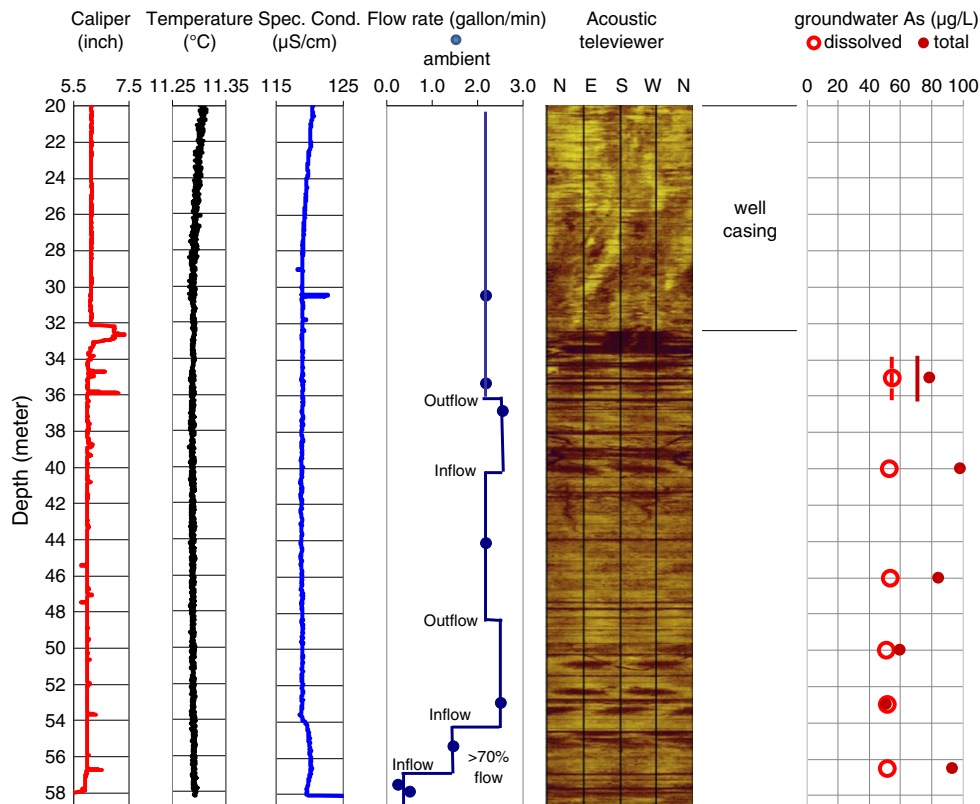 Caliper
(inch)
Temperature
(°C)
Spec. Cond.
(µS/cm)
Flow rate (gallon/min)
ambient
Acoustic
televiewer
groundwater As (µg/L)
dissolved
total
5.5 7.5
11.25 11.35
115 125
0.0 1.0 2.0 3.0
N E S W N
0 20 40 60 80 100
Depth (meter)
20
22
24
26
28
30
32
34
36
38
40
42
44
46
48
50
52
54
56
58
Outflow
Inflow
Outflow
Inflow
Inflow
>70%
flow
well
casing